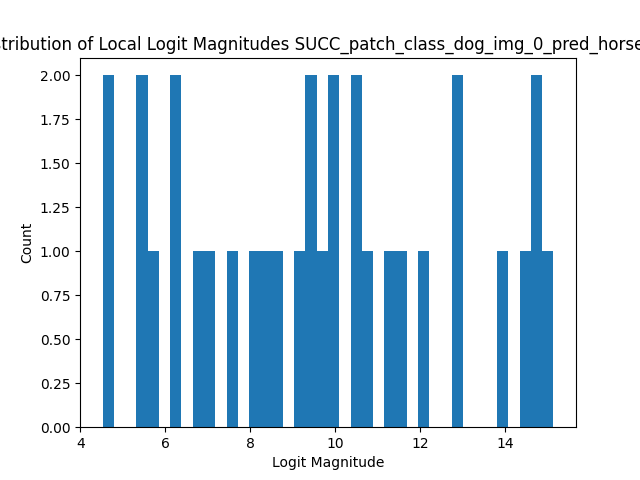 tribution of Local Logit Magnitudes SUCC_patch_class_dog_img_0_pred_horse
2.00
1.75
1.50
1.25
1.00
0.75
0.50
0.25
0.00
Count
4 6 8 10 12 14
Logit Magnitude